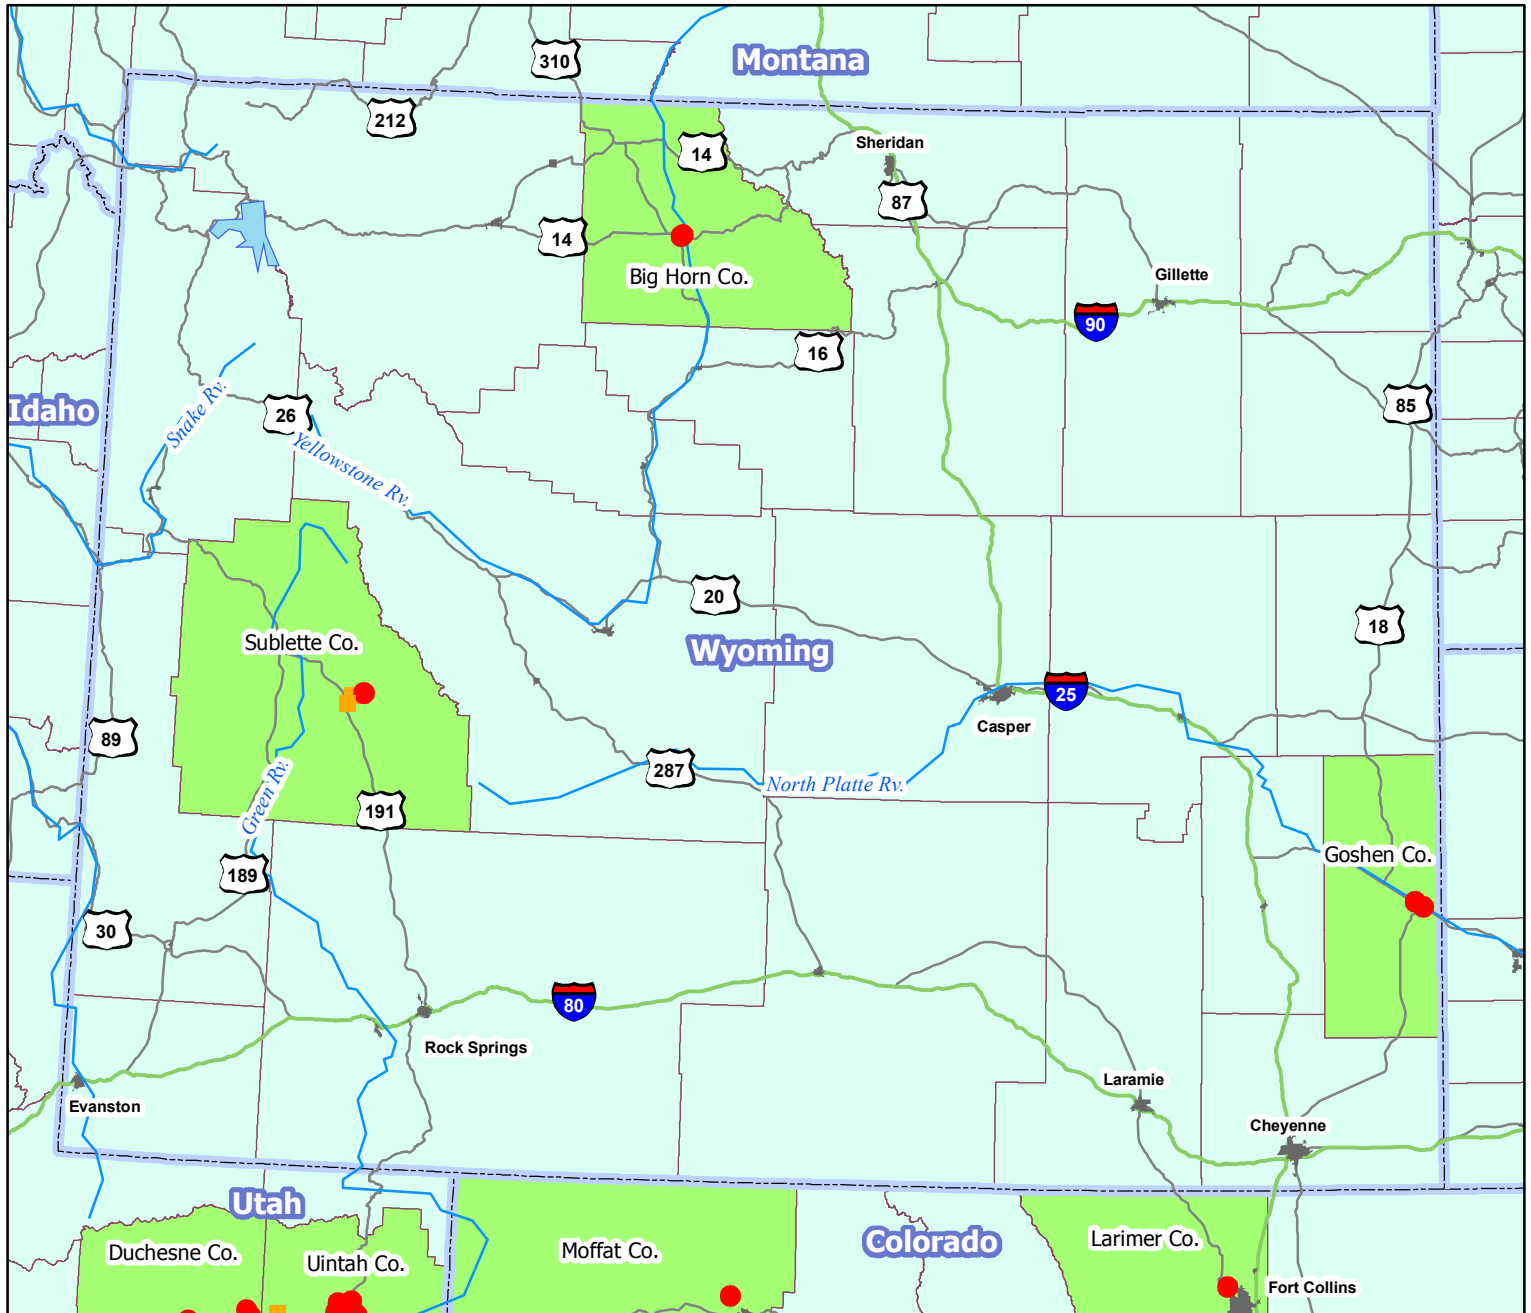 310
Montana
212
Sheridan
14
87
14
Big Horn Co.
Gillette
90
16
Idaho
Snake Rv.
26
85
Yellowstone Rv.
20
18
Sublette Co.
Wyoming
25
Casper
89
287
North Platte Rv.
Green Rv.
191
Goshen Co.
189
30
80
Rock Springs
Laramie
Evanston
Cheyenne
Utah
Duchesne Co.
Uintah Co.
Moffat Co.
Colorado
Larimer Co.
Fort Collins